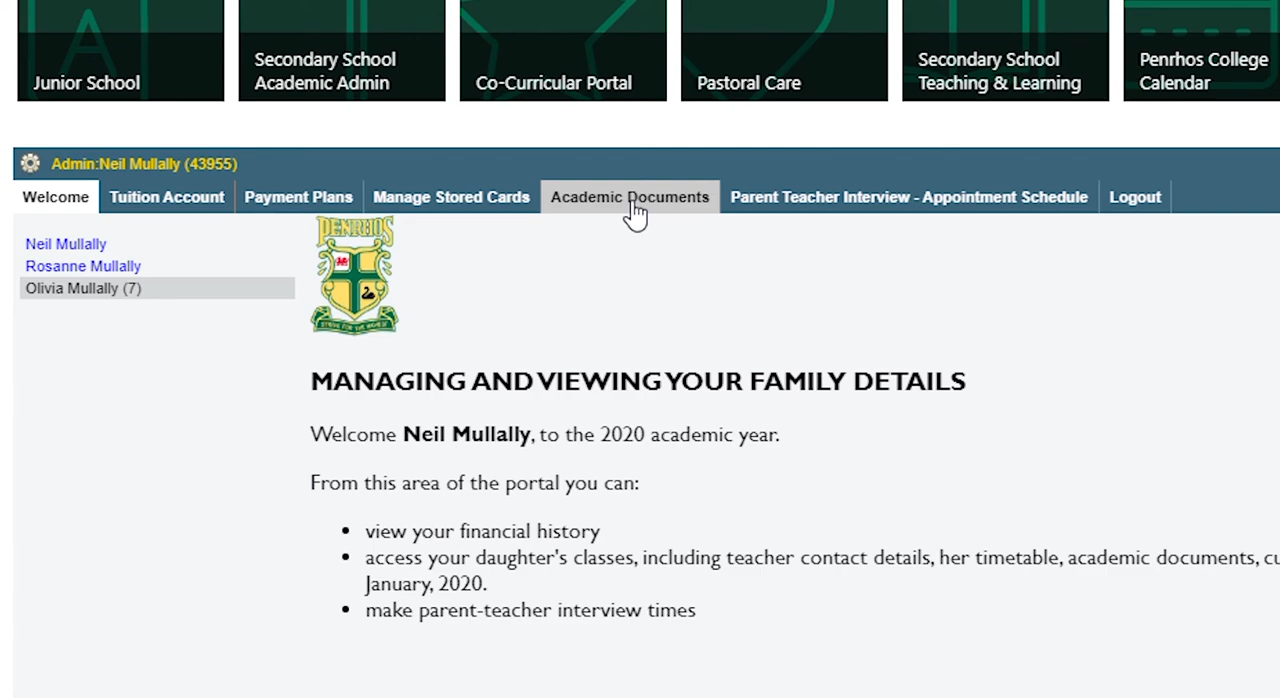 Junior School
Secondary School
Academic Admin
Co-Curricular Portal
Pastoral Care
Secondary School
Teaching & Learning
Penrhos College
Calendar
Admin:Neil Mullally (43955)
Welcome
Tuition Account
Payment Plans
Manage Stored Cards
Academic Documents
Parent Teacher Interview - Appointment Schedule
Logout
Neil Mullally
Rosanne Mullally
Olivia Mullally (7)
PENRHOS
STRIVE FOR THE HIGHEST
MANAGING AND VIEWING YOUR FAMILY DETAILS
Welcome Neil Mullally, to the 2020 academic year.
From this area of the portal you can:
• view your financial history
• access your daughter's classes, including teacher contact details, her timetable, academic documents, cu
January, 2020.
• make parent-teacher interview times